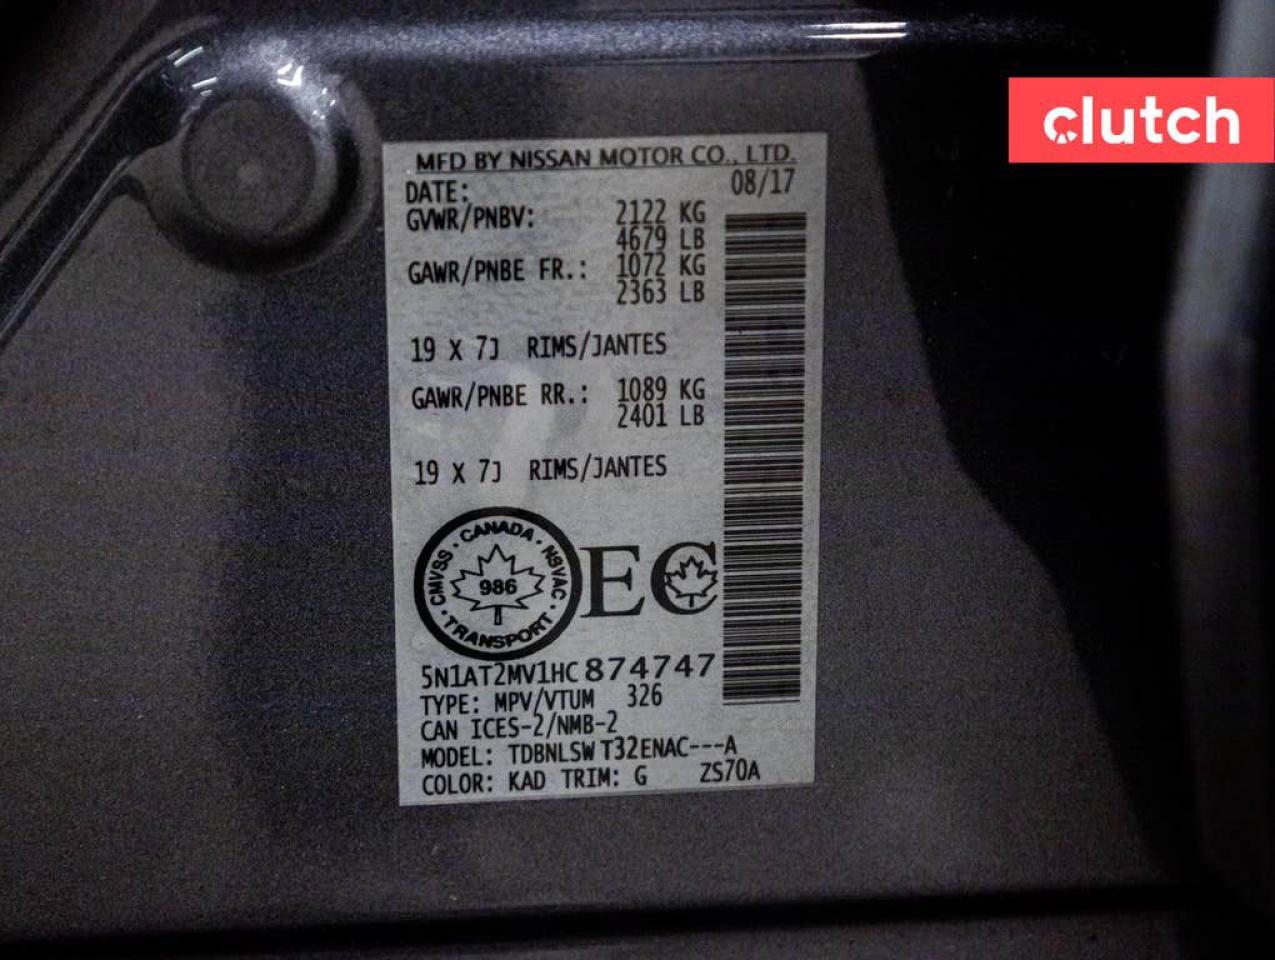 clutch
MFD BY NISSAN MOTOR CO., LTD.
DATE: 08/17
GVWR/PNBV: 2122 KG
4679 LB
GAWR/PNBE FR.: 1072 KG
2363 LB
19 X 7J RIMS/JANTES
GAWR/PNBE RR.: 1089 KG
2401 LB
19 X 7J RIMS/JANTES
CMVSS · CANADA · NSVAC · TRANSPORT ·
986
EC
5N1AT2MV1HC874747
TYPE: MPV/VTUM 326
CAN ICES-2/NMB-2
MODEL: TDBNLSW T32ENAC---A
COLOR: KAD TRIM: G ZS70A